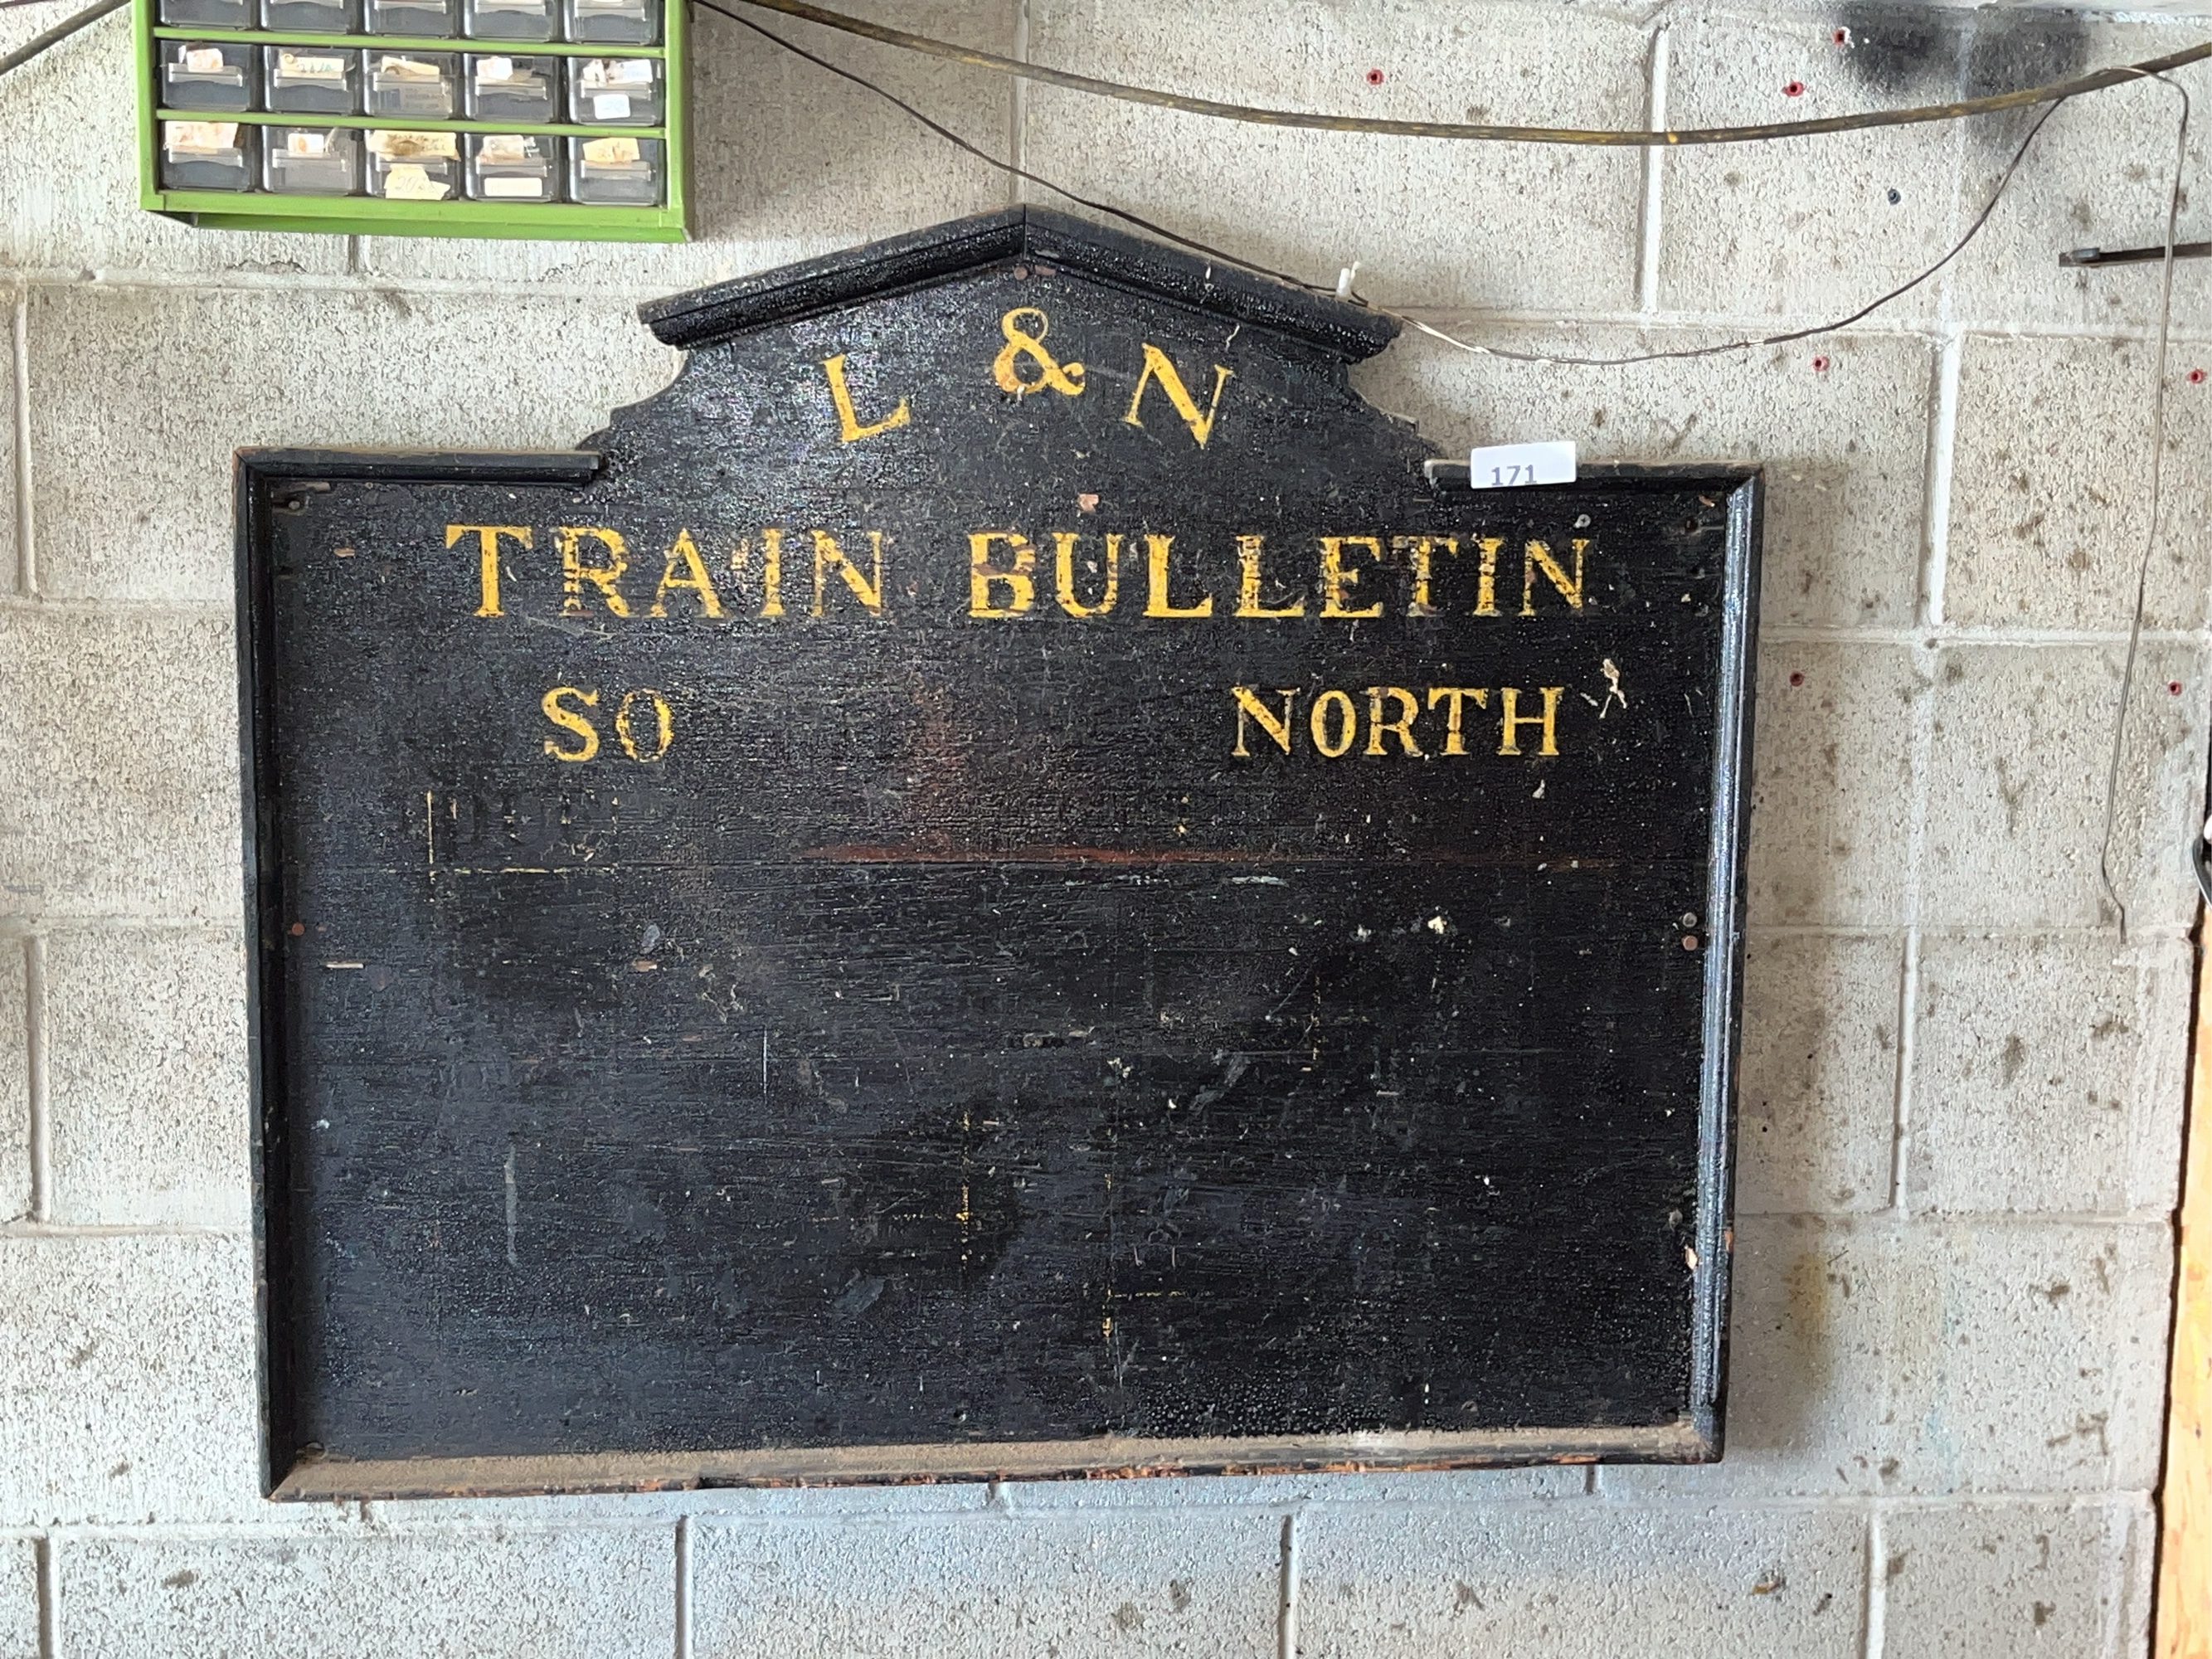 L & N
171
TRAIN BULLETIN
SO NORTH